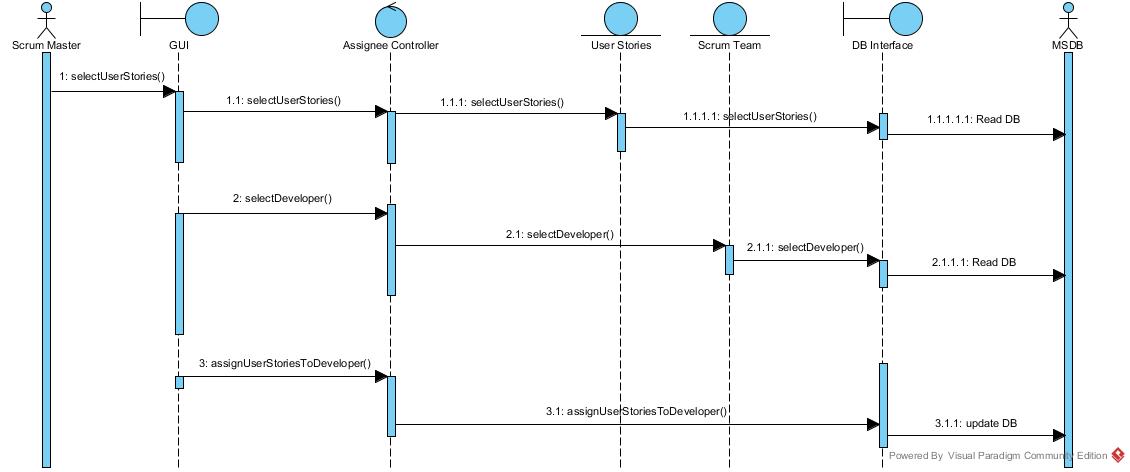 Scrum Master
GUI
Assignee Controller
User Stories
Scrum Team
DB Interface
MSDB
1: selectUserStories()
1.1: selectUserStories()
1.1.1: selectUserStories()
1.1.1.1: selectUserStories()
1.1.1.1.1: Read DB
2: selectDeveloper()
2.1: selectDeveloper()
2.1.1: selectDeveloper()
2.1.1.1: Read DB
3: assignUserStoriesToDeveloper()
3.1: assignUserStoriesToDeveloper()
3.1.1: update DB
Powered By Visual Paradigm Community Edition